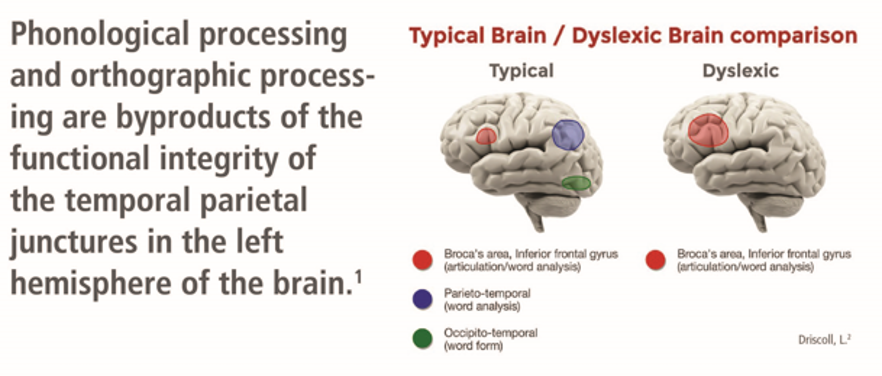 Phonological processing
and orthographic process-
ing are byproducts of the
functional integrity of
the temporal parietal
junctures in the left
hemisphere of the brain.¹
Typical Brain / Dyslexic Brain comparison
Typical
Dyslexic
Broca's area, Inferior frontal gyrus
(articulation/word analysis)
Parieto-temporal
(word analysis)
Occipito-temporal
(word form)
Broca's area, Inferior frontal gyrus
(articulation/word analysis)
Driscoll, L.²